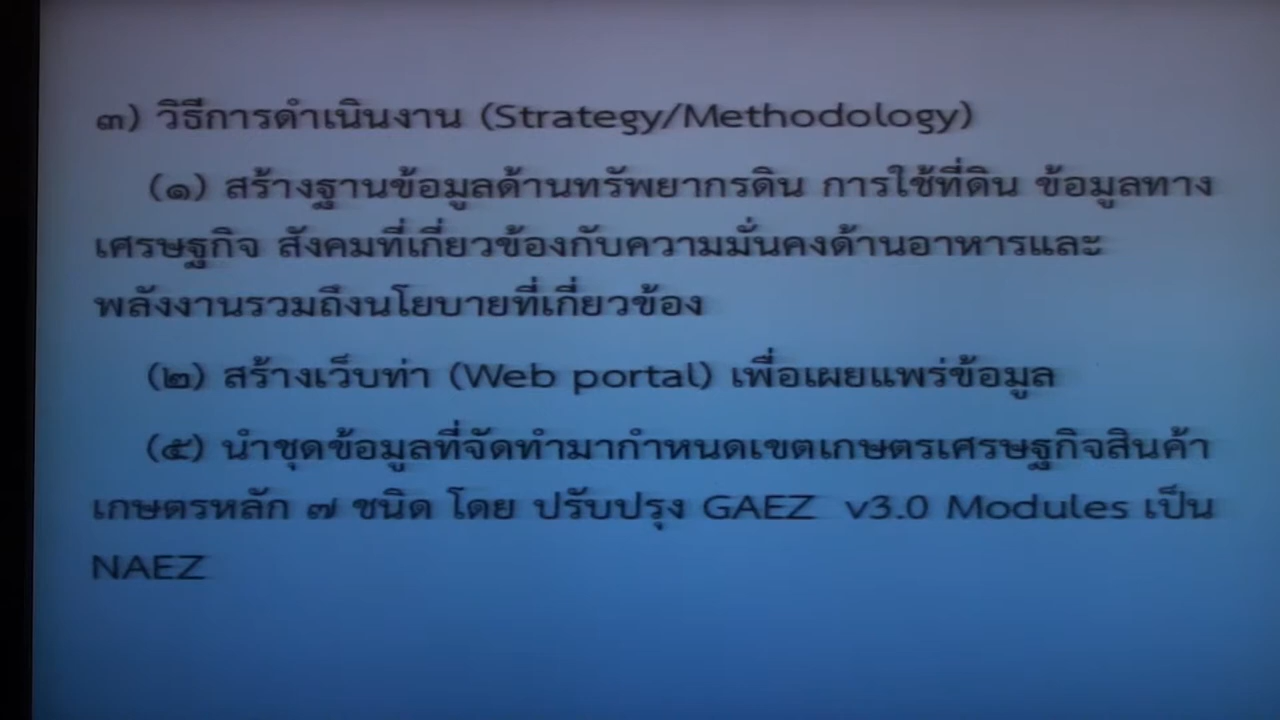 ๓) วิธีการดำเนินงาน (Strategy/Methodology)
(๑) สร้างฐานข้อมูลด้านทรัพยากรดิน การใช้ที่ดิน ข้อมูลทาง
เศรษฐกิจ สังคมที่เกี่ยวข้องกับความมั่นคงด้านอาหารและ
พลังงานรวมถึงนโยบายที่เกี่ยวข้อง
(๒) สร้างเว็บท่า (Web portal) เพื่อเผยแพร่ข้อมูล
(๕) นำชุดข้อมูลที่จัดทำมากำหนดเขตเกษตรเศรษฐกิจสินค้า
เกษตรหลัก ๗ ชนิด โดย ปรับปรุง GAEZ v3.0 Modules เป็น
NAEZ